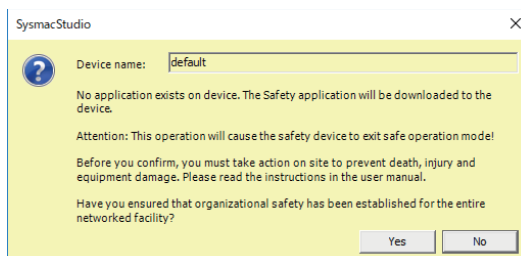 SysmacStudio
Device name: default
No application exists on device. The Safety application will be downloaded to the
device.
Attention: This operation will cause the safety device to exit safe operation mode!
Before you confirm, you must take action on site to prevent death, injury and
equipment damage. Please read the instructions in the user manual.
Have you ensured that organizational safety has been established for the entire
networked facility?
Yes No